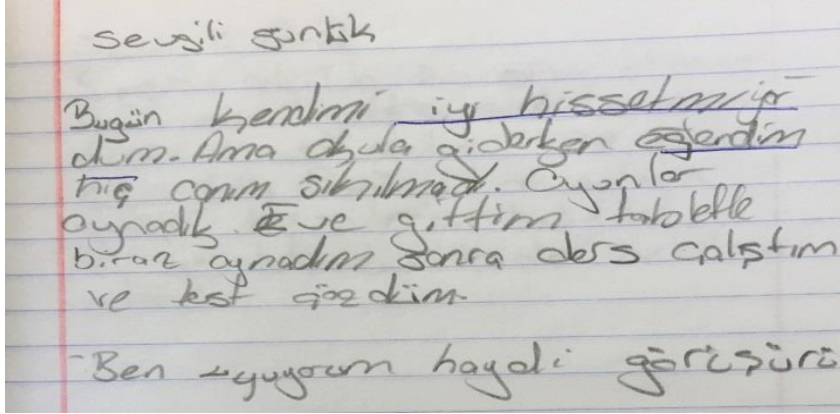 sevgili günlük
Bugün kendimi iyi hissetmiyor
dum. Ama okula giderken eğlendim
hiç canım sıkılmadı. Oyunlar
oynadık. Eve gittim tabletle
biraz oynadım sonra ders çalıştım
ve test çözdüm.
Ben uyuyorum haydi görüşürü